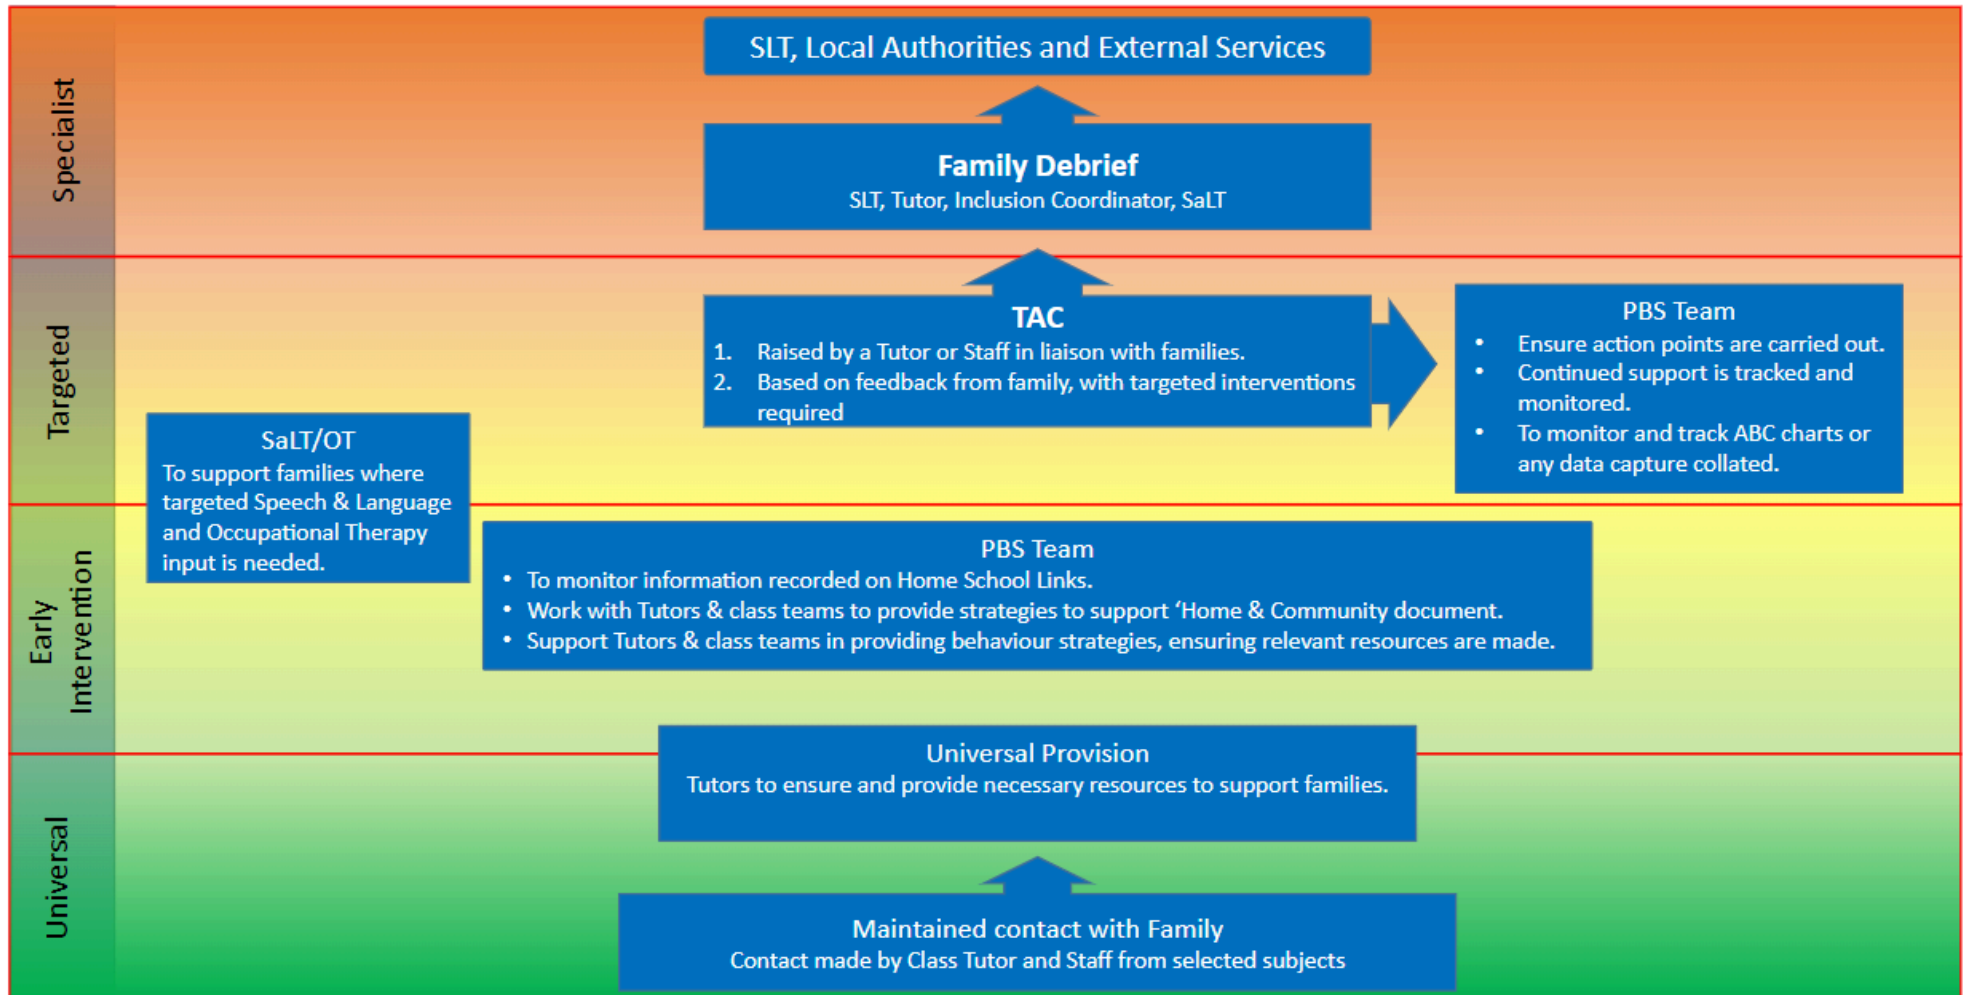 Specialist
SLT, Local Authorities and External Services
Family Debrief
SLT, Tutor, Inclusion Coordinator, SaLT
Targeted
TAC
1. Raised by a Tutor or Staff in liaison with families.
2. Based on feedback from family, with targeted interventions
required
PBS Team
• Ensure action points are carried out.
• Continued support is tracked and
monitored.
• To monitor and track ABC charts or
any data capture collated.
SaLT/OT
To support families where
targeted Speech & Language
and Occupational Therapy
input is needed.
Early
Intervention
PBS Team
• To monitor information recorded on Home School Links.
• Work with Tutors & class teams to provide strategies to support ‘Home & Community document.
• Support Tutors & class teams in providing behaviour strategies, ensuring relevant resources are made.
Universal
Universal Provision
Tutors to ensure and provide necessary resources to support families.
Maintained contact with Family
Contact made by Class Tutor and Staff from selected subjects